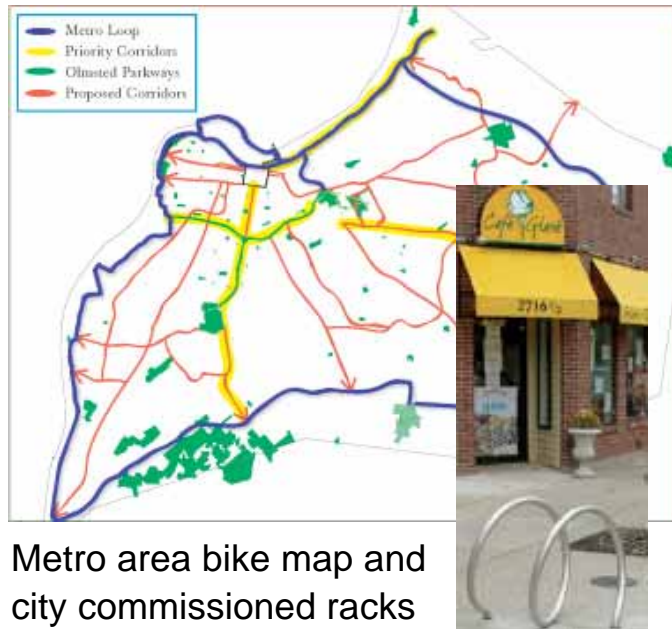 Metro Loop
Priority Corridors
Olmsted Parkways
Proposed Corridors
Café Glacé
2716½
Metro area bike map and
city commissioned racks